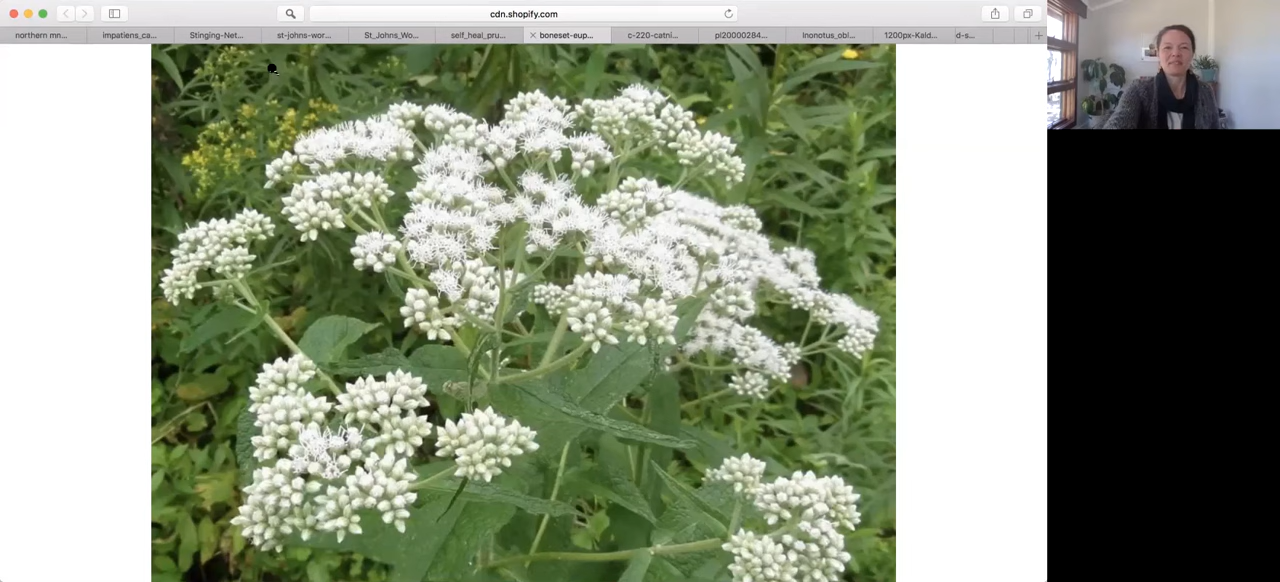 cdn.shopify.com
northern mn...
impatiens_ca...
Stinging-Net...
st-johns-wor...
St_Johns_Wo...
self_heal_pru...
boneset-eup...
c-220-catni...
pl20000284...
Inonotus_obl...
1200px-Kald...
d-s...